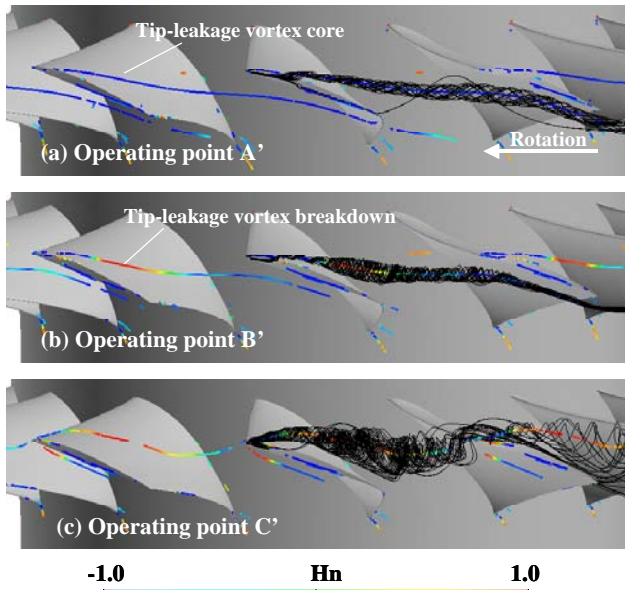 Tip-leakage vortex core
(a) Operating point A’
Rotation
Tip-leakage vortex breakdown
(b) Operating point B’
(c) Operating point C’
-1.0 Hn 1.0